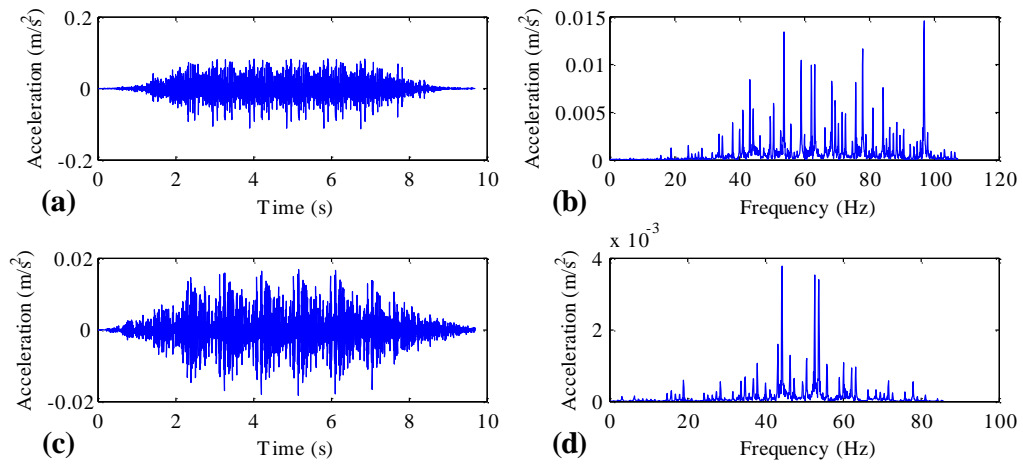 0.2
0
-0.2
Acceleration (m/s²)
0 2 4 6 8 10
Time (s)
(a)
0.015
0.01
0.005
0
Acceleration (m/s²)
0 20 40 60 80 100 120
Frequency (Hz)
(b)
0.02
0
-0.02
Acceleration (m/s²)
0 2 4 6 8 10
Time (s)
(c)
x 10⁻³
4
2
0
Acceleration (m/s²)
0 20 40 60 80 100
Frequency (Hz)
(d)